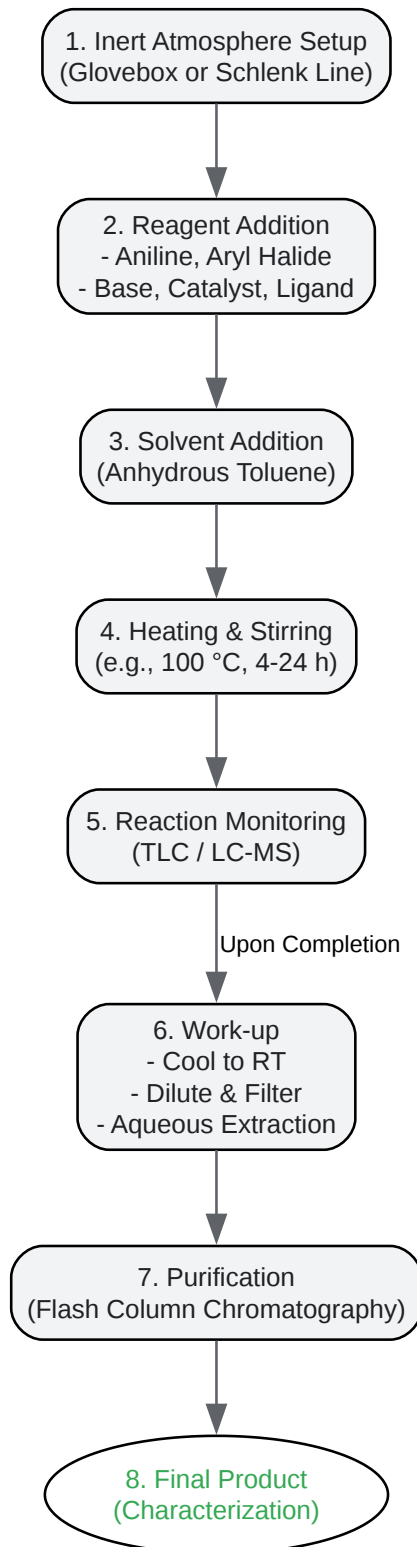 1. Inert Atmosphere Setup
(Glovebox or Schlenk Line)
2. Reagent Addition
- Aniline, Aryl Halide
- Base, Catalyst, Ligand
3. Solvent Addition
(Anhydrous Toluene)
4. Heating & Stirring
(e.g., 100 °C, 4-24 h)
5. Reaction Monitoring
(TLC / LC-MS)
Upon Completion
6. Work-up
- Cool to RT
- Dilute & Filter
- Aqueous Extraction
7. Purification
(Flash Column Chromatography)
8. Final Product
(Characterization)